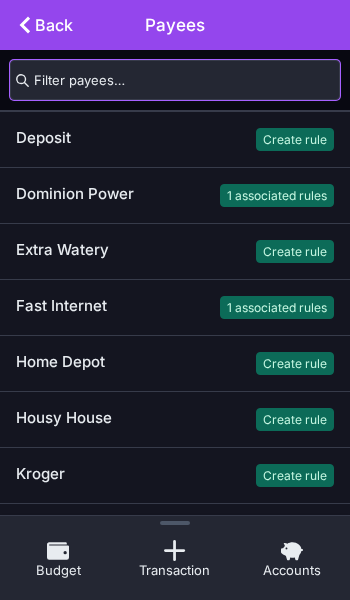 Back
Payees
Filter payees...
Deposit
Create rule
Dominion Power
1 associated rules
Extra Watery
Create rule
Fast Internet
1 associated rules
Home Depot
Create rule
Housy House
Create rule
Kroger
Create rule
Budget
Transaction
Accounts